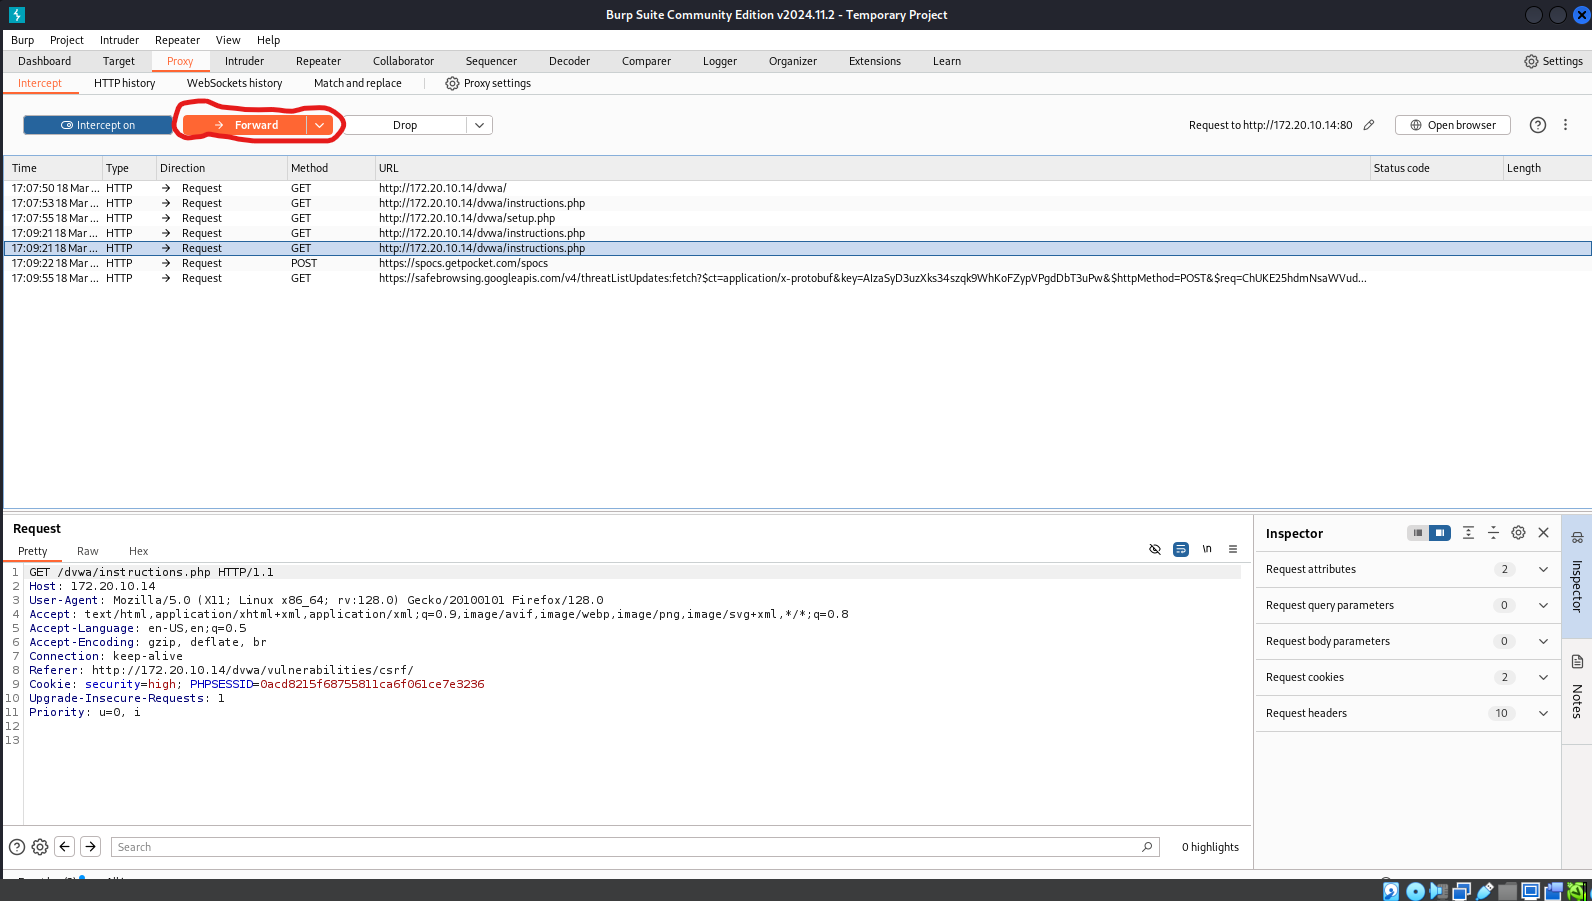 Burp Suite Community Edition v2024.11.2 - Temporary Project
Burp Project Intruder Repeater View Help
Dashboard Target Proxy Intruder Repeater Collaborator Sequencer Decoder Comparer Logger Organizer Extensions Learn Settings
Intercept HTTP history WebSockets history Match and replace Proxy settings
Intercept on Forward Drop Request to http://172.20.10.14:80 Open browser
Time Type Direction Method URL Status code Length
17:07:50 18 Mar ... HTTP → Request GET http://172.20.10.14/dvwa/
17:07:53 18 Mar ... HTTP → Request GET http://172.20.10.14/dvwa/instructions.php
17:07:55 18 Mar ... HTTP → Request GET http://172.20.10.14/dvwa/setup.php
17:09:21 18 Mar ... HTTP → Request GET http://172.20.10.14/dvwa/instructions.php
17:09:21 18 Mar ... HTTP → Request GET http://172.20.10.14/dvwa/instructions.php
17:09:22 18 Mar ... HTTP → Request POST https://spocs.getpocket.com/spocs
17:09:55 18 Mar ... HTTP → Request GET https://safebrowsing.googleapis.com/v4/threatListUpdates:fetch?$ct=application/x-protobuf&key=AIzaSyD3uzXks34szqk9WhKoFZypVPgdDbT3uPw&$httpMethod=POST&$req=ChUKE25hdmNsaWVud...
Request
Pretty Raw Hex
\n
1 GET /dvwa/instructions.php HTTP/1.1
2 Host: 172.20.10.14
3 User-Agent: Mozilla/5.0 (X11; Linux x86_64; rv:128.0) Gecko/20100101 Firefox/128.0
4 Accept: text/html,application/xhtml+xml,application/xml;q=0.9,image/avif,image/webp,image/png,image/svg+xml,*/*;q=0.8
5 Accept-Language: en-US,en;q=0.5
6 Accept-Encoding: gzip, deflate, br
7 Connection: keep-alive
8 Referer: http://172.20.10.14/dvwa/vulnerabilities/csrf/
9 Cookie: security=high; PHPSESSID=0acd8215f68755811ca6f061ce7e3236
10 Upgrade-Insecure-Requests: 1
11 Priority: u=0, i
12
13
Search
0 highlights
Inspector
Request attributes 2
Request query parameters 0
Request body parameters 0
Request cookies 2
Request headers 10
Inspector
Notes